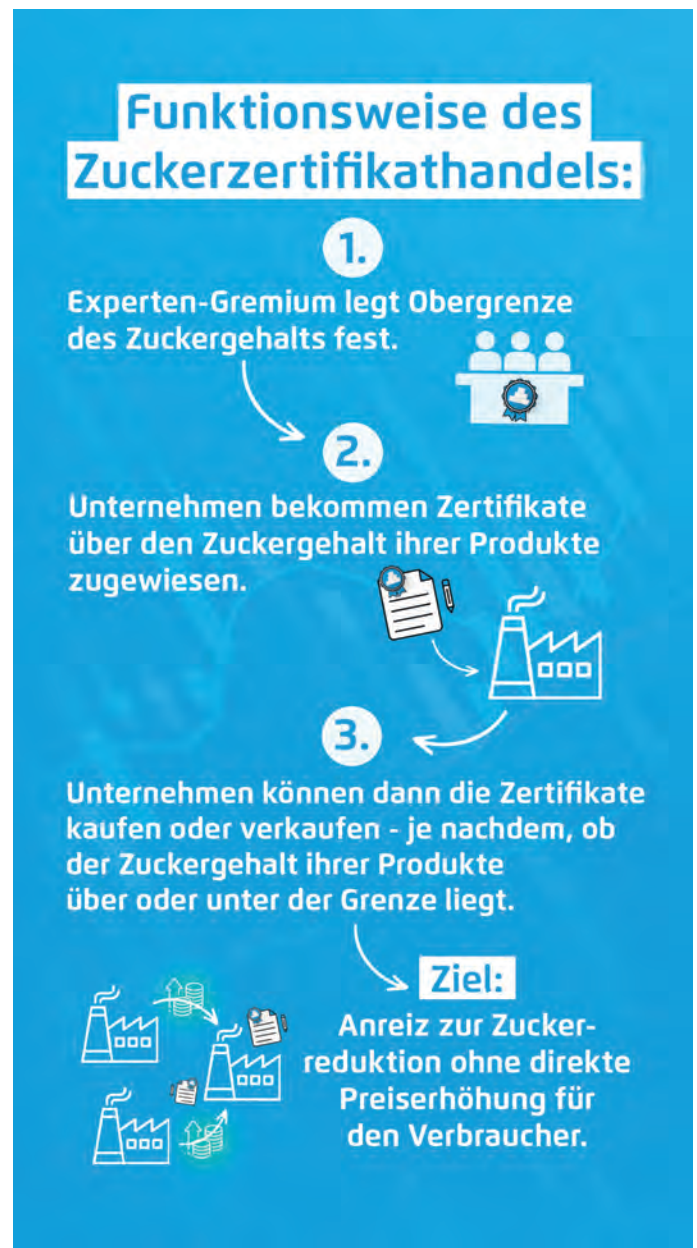 Funktionsweise des
Zuckerzertifikathandels:
1.
Experten-Gremium legt Obergrenze
des Zuckergehalts fest.
2.
Unternehmen bekommen Zertifikate
über den Zuckergehalt ihrer Produkte
zugewiesen.
3.
Unternehmen können dann die Zertifikate
kaufen oder verkaufen - je nachdem, ob
der Zuckergehalt ihrer Produkte
über oder unter der Grenze liegt.
Ziel:
Anreiz zur Zucker-
reduktion ohne direkte
Preiserhöhung für
den Verbraucher.